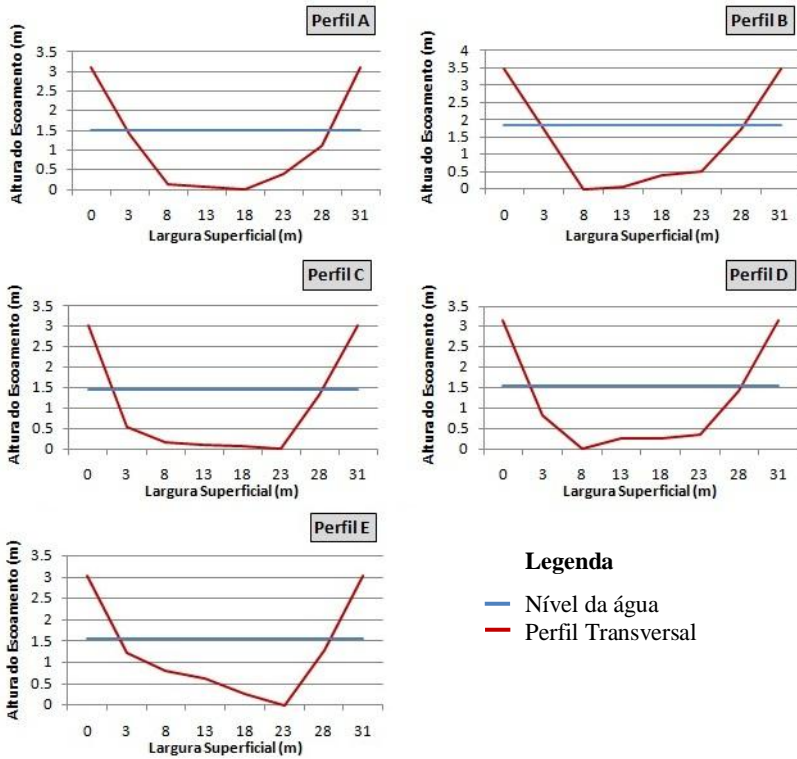 Perfil A
Altura do Escoamento (m)
3.5
3
2.5
2
1.5
1
0.5
0
0 3 8 13 18 23 28 31
Largura Superficial (m)
Perfil B
Altua do Escoamento (m)
4
3.5
3
2.5
2
1.5
1
0.5
0
0 3 8 13 18 23 28 31
Largura Superficial (m)
Perfil C
Altura do Escoamento (m)
3.5
3
2.5
2
1.5
1
0.5
0
0 3 8 13 18 23 28 31
Largura Superficial (m)
Perfil D
Altura do Escoamento (m)
3.5
3
2.5
2
1.5
1
0.5
0
0 3 8 13 18 23 28 31
Largura Superficial (m)
Perfil E
Altura do Escoamento (m)
3.5
3
2.5
2
1.5
1
0.5
0
0 3 8 13 18 23 28 31
Largura Superficial (m)
Legenda
Nível da água
Perfil Transversal